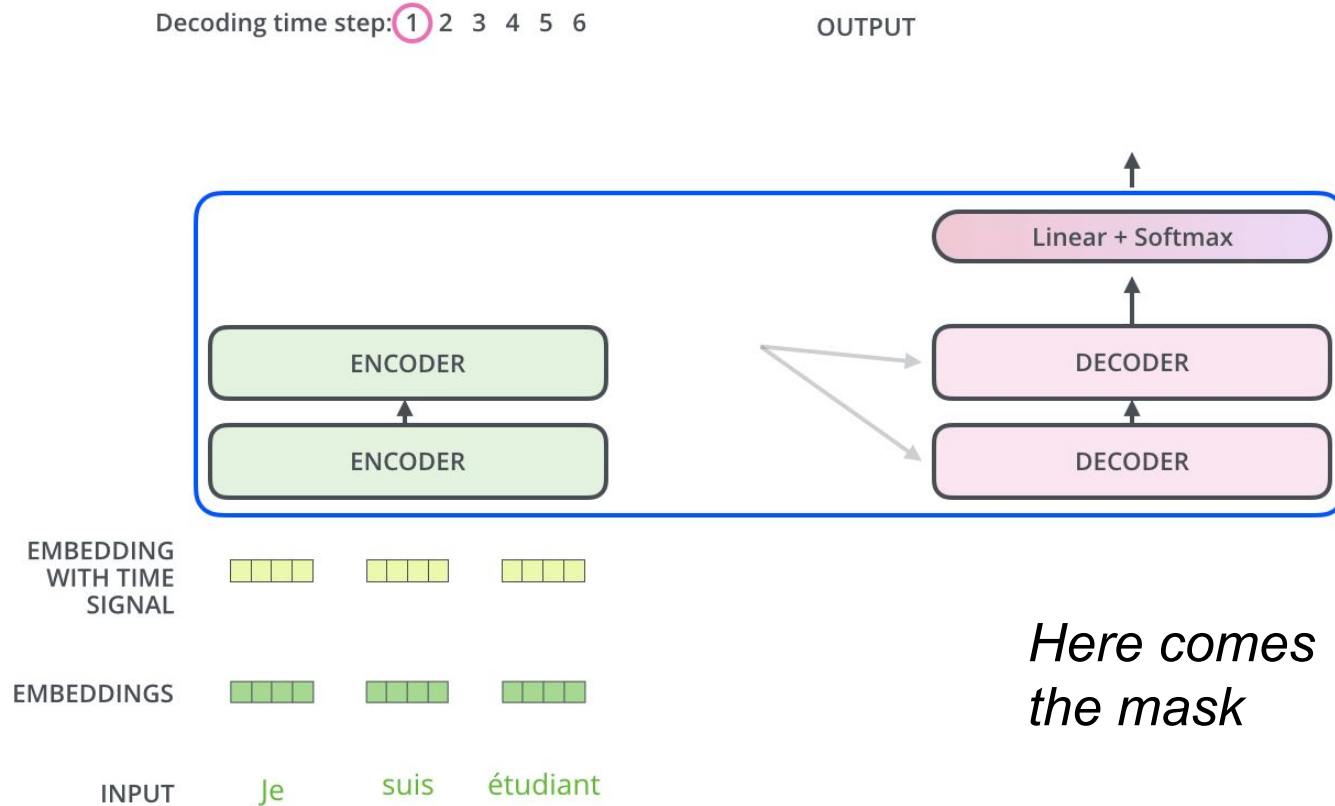 Decoding time step: 1 2 3 4 5 6
OUTPUT
Linear + Softmax
ENCODER
DECODER
ENCODER
DECODER
EMBEDDING
WITH TIME
SIGNAL
EMBEDDINGS
INPUT Je suis étudiant
Here comes
the mask